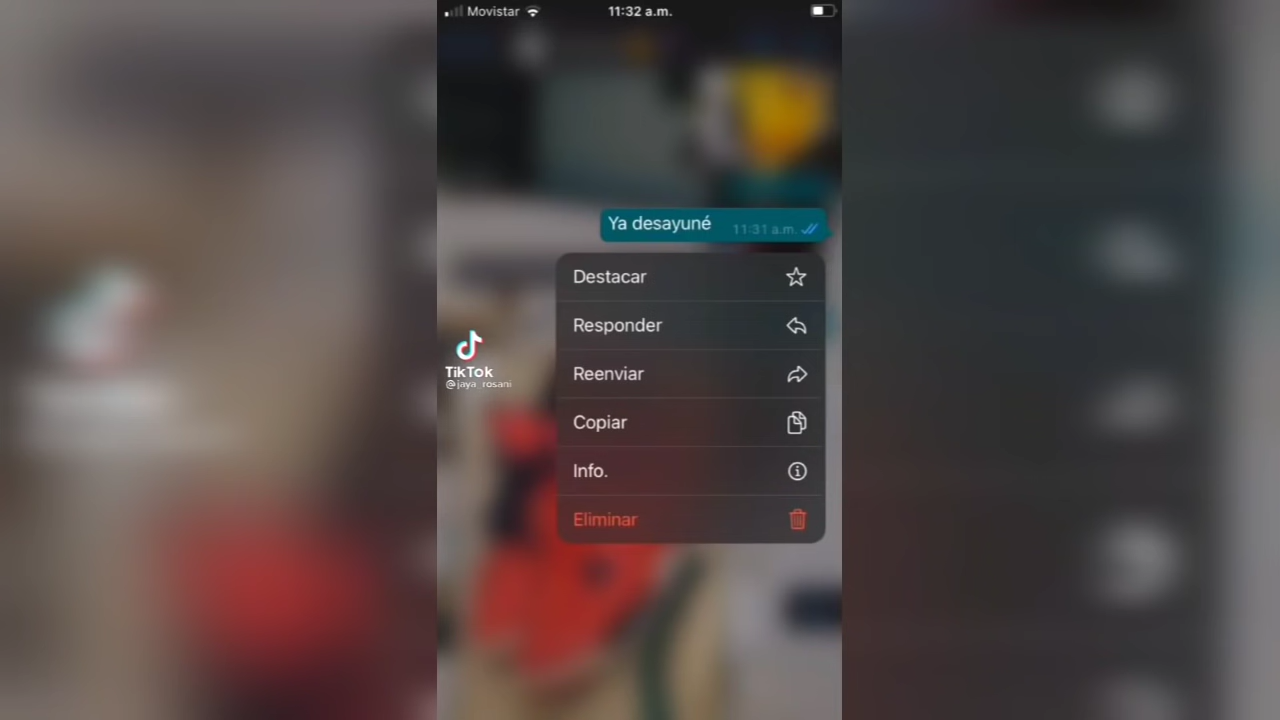 Movistar 11:32 a.m.
Ya desayuné 11:31 a.m.
Destacar
Responder
Reenviar
Copiar
Info.
Eliminar
TikTok
@jaya_rosani